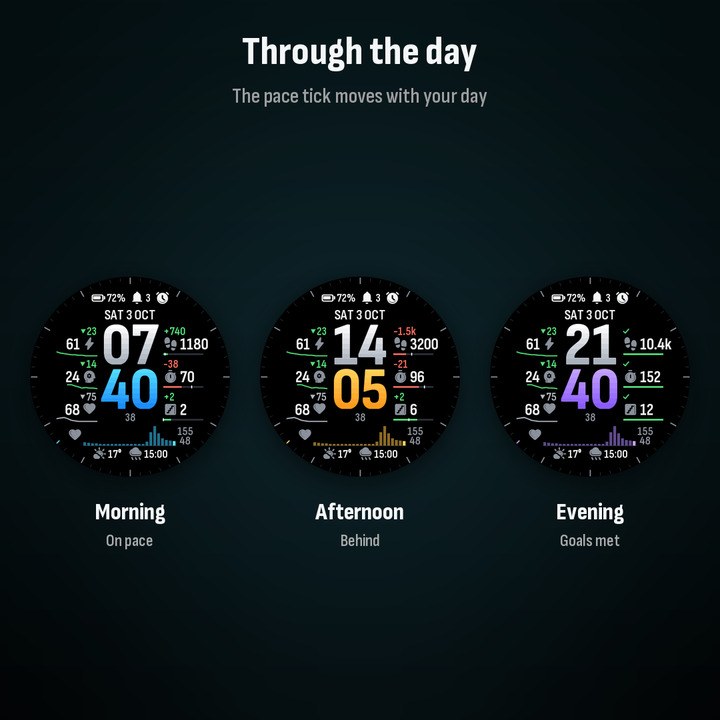 Through the day
The pace tick moves with your day
72% 3
SAT 3 OCT
23 +740
61 07 1180
14 -38
24 40 70
75 +2
68 2
38
155
48
17° 15:00
Morning
On pace
72% 3
SAT 3 OCT
23 -1.5k
61 14 3200
14 -21
24 05 96
75 +2
68 6
38
155
48
17° 15:00
Afternoon
Behind
72% 3
SAT 3 OCT
23
61 21 10.4k
14
24 40 152
75
68 12
38
155
48
17° 15:00
Evening
Goals met